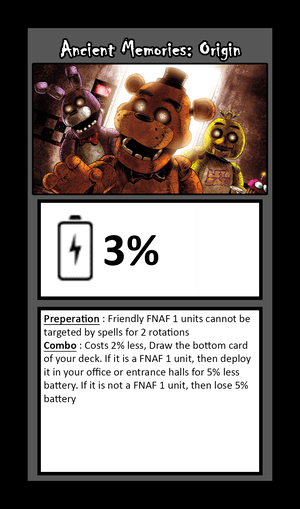 Ancient Memories: Origin
3%
Preperation : Friendly FNAF 1 units cannot be
targeted by spells for 2 rotations
Combo : Costs 2% less, Draw the bottom card
of your deck. If it is a FNAF 1 unit, then deploy
it in your office or entrance halls for 5% less
battery. If it is not a FNAF 1 unit, then lose 5%
battery